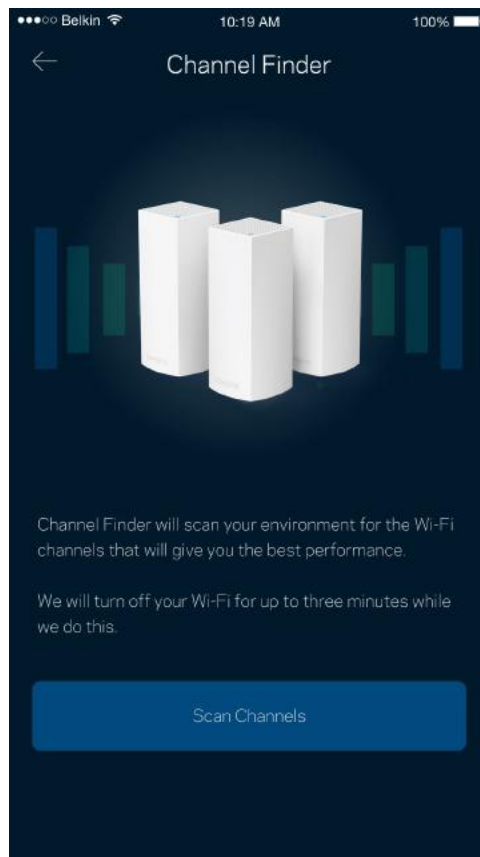 Belkin 10:19 AM 100%
Channel Finder
Channel Finder will scan your environment for the Wi-Fi
channels that will give you the best performance.
We will turn off your Wi-Fi for up to three minutes while
we do this.
Scan Channels